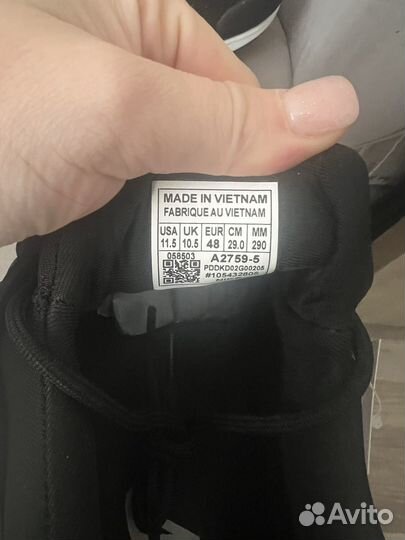 MADE IN VIETNAM
FABRIQUE AU VIETNAM
USA UK EUR CM MM
11.5 10.5 48 29.0 290
058503 A2759-5
PDDKD02G00205
#105432605
Avito